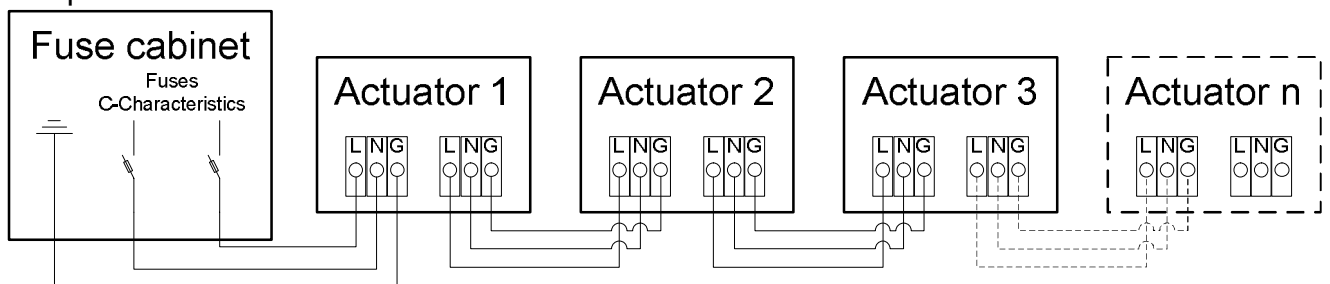 Fuse cabinet
Fuses
C-Characteristics
Actuator 1
L N G L N G
Actuator 2
L N G L N G
Actuator 3
L N G L N G
Actuator n
L N G L N G